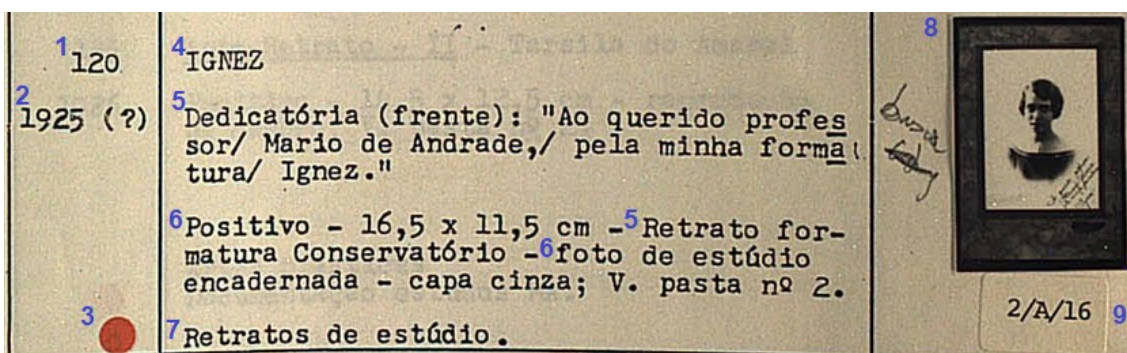 1
120
2
1925 (?)
3
4
IGNEZ
5
Dedicatória (frente): "Ao querido profes
sor/ Mario de Andrade,/ pela minha forma
tura/ Ignez."
6 Positivo - 16,5 x 11,5 cm - 5 Retrato for-
matura Conservatório - 6 foto de estúdio
encadernada - capa cinza; V. pasta nº 2.
7 Retratos de estúdio.
8
2/A/16
9